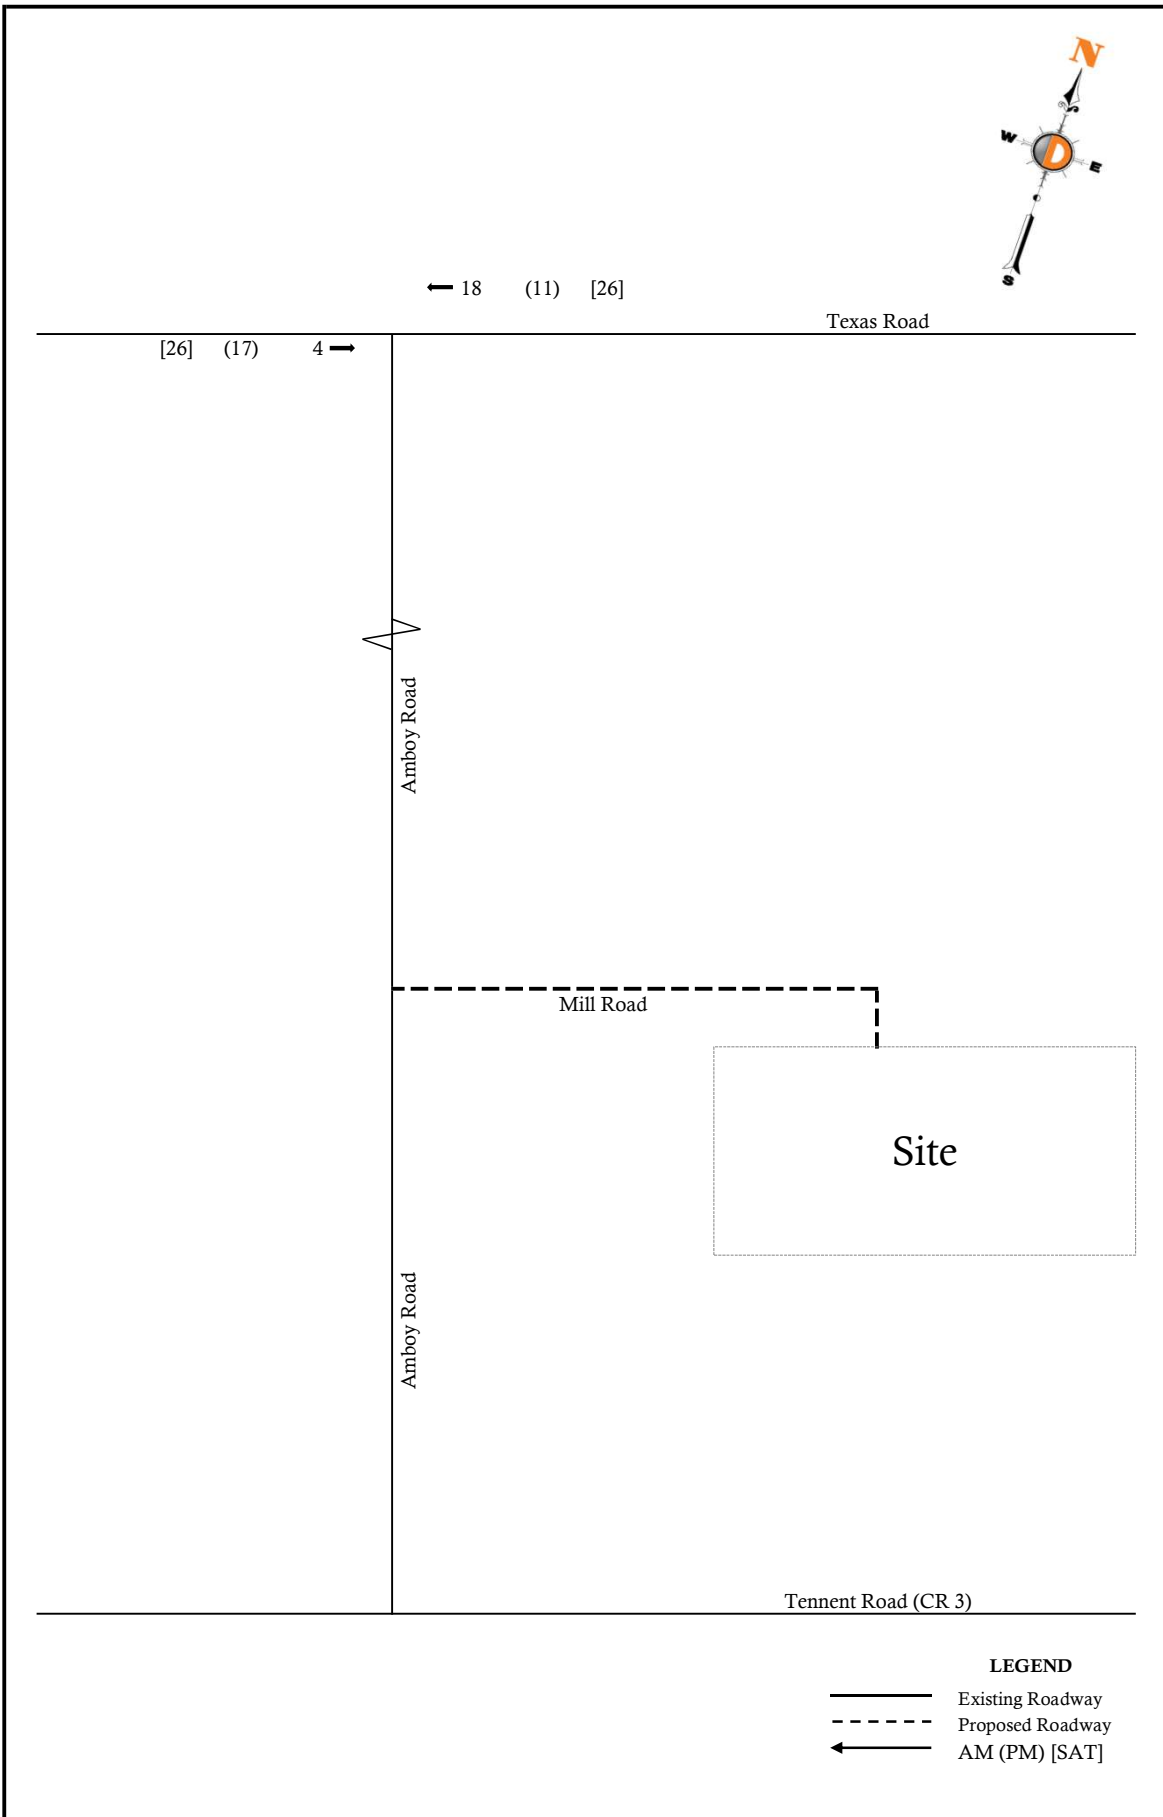 N
W
E
S
18 (11) [26]
Texas Road
[26] (17) 4
Amboy Road
Mill Road
Site
Amboy Road
Tennent Road (CR 3)
LEGEND
Existing Roadway
Proposed Roadway
AM (PM) [SAT]